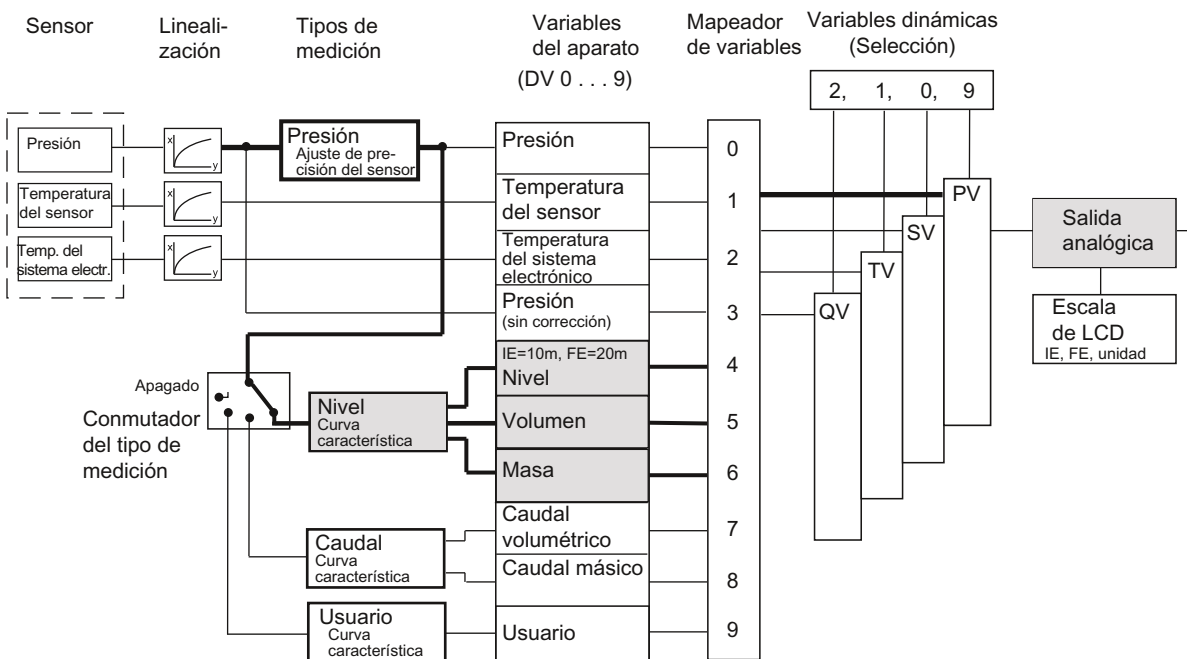 Sensor
Lineali-
zación
Tipos de
medición
Variables
del aparato
(DV 0 . . . 9)
Mapeador
de variables
Variables dinámicas
(Selección)
2, 1, 0, 9
Presión
x
y
Presión
Ajuste de pre-
cisión del sensor
Presión
0
Temperatura
del sensor
x
y
Temperatura
del sensor
1
PV
SV
TV
QV
Salida
analógica
Temp. del
sistema electr.
x
y
Temperatura
del sistema
electrónico
2
Presión
(sin corrección)
3
Escala
de LCD
IE, FE, unidad
Apagado
Conmutador
del tipo de
medición
Nivel
Curva
característica
IE=10m, FE=20m
Nivel
4
Volumen
5
Masa
6
Caudal
Curva
característica
Caudal
volumétrico
7
Caudal másico
8
Usuario
Curva
característica
Usuario
9